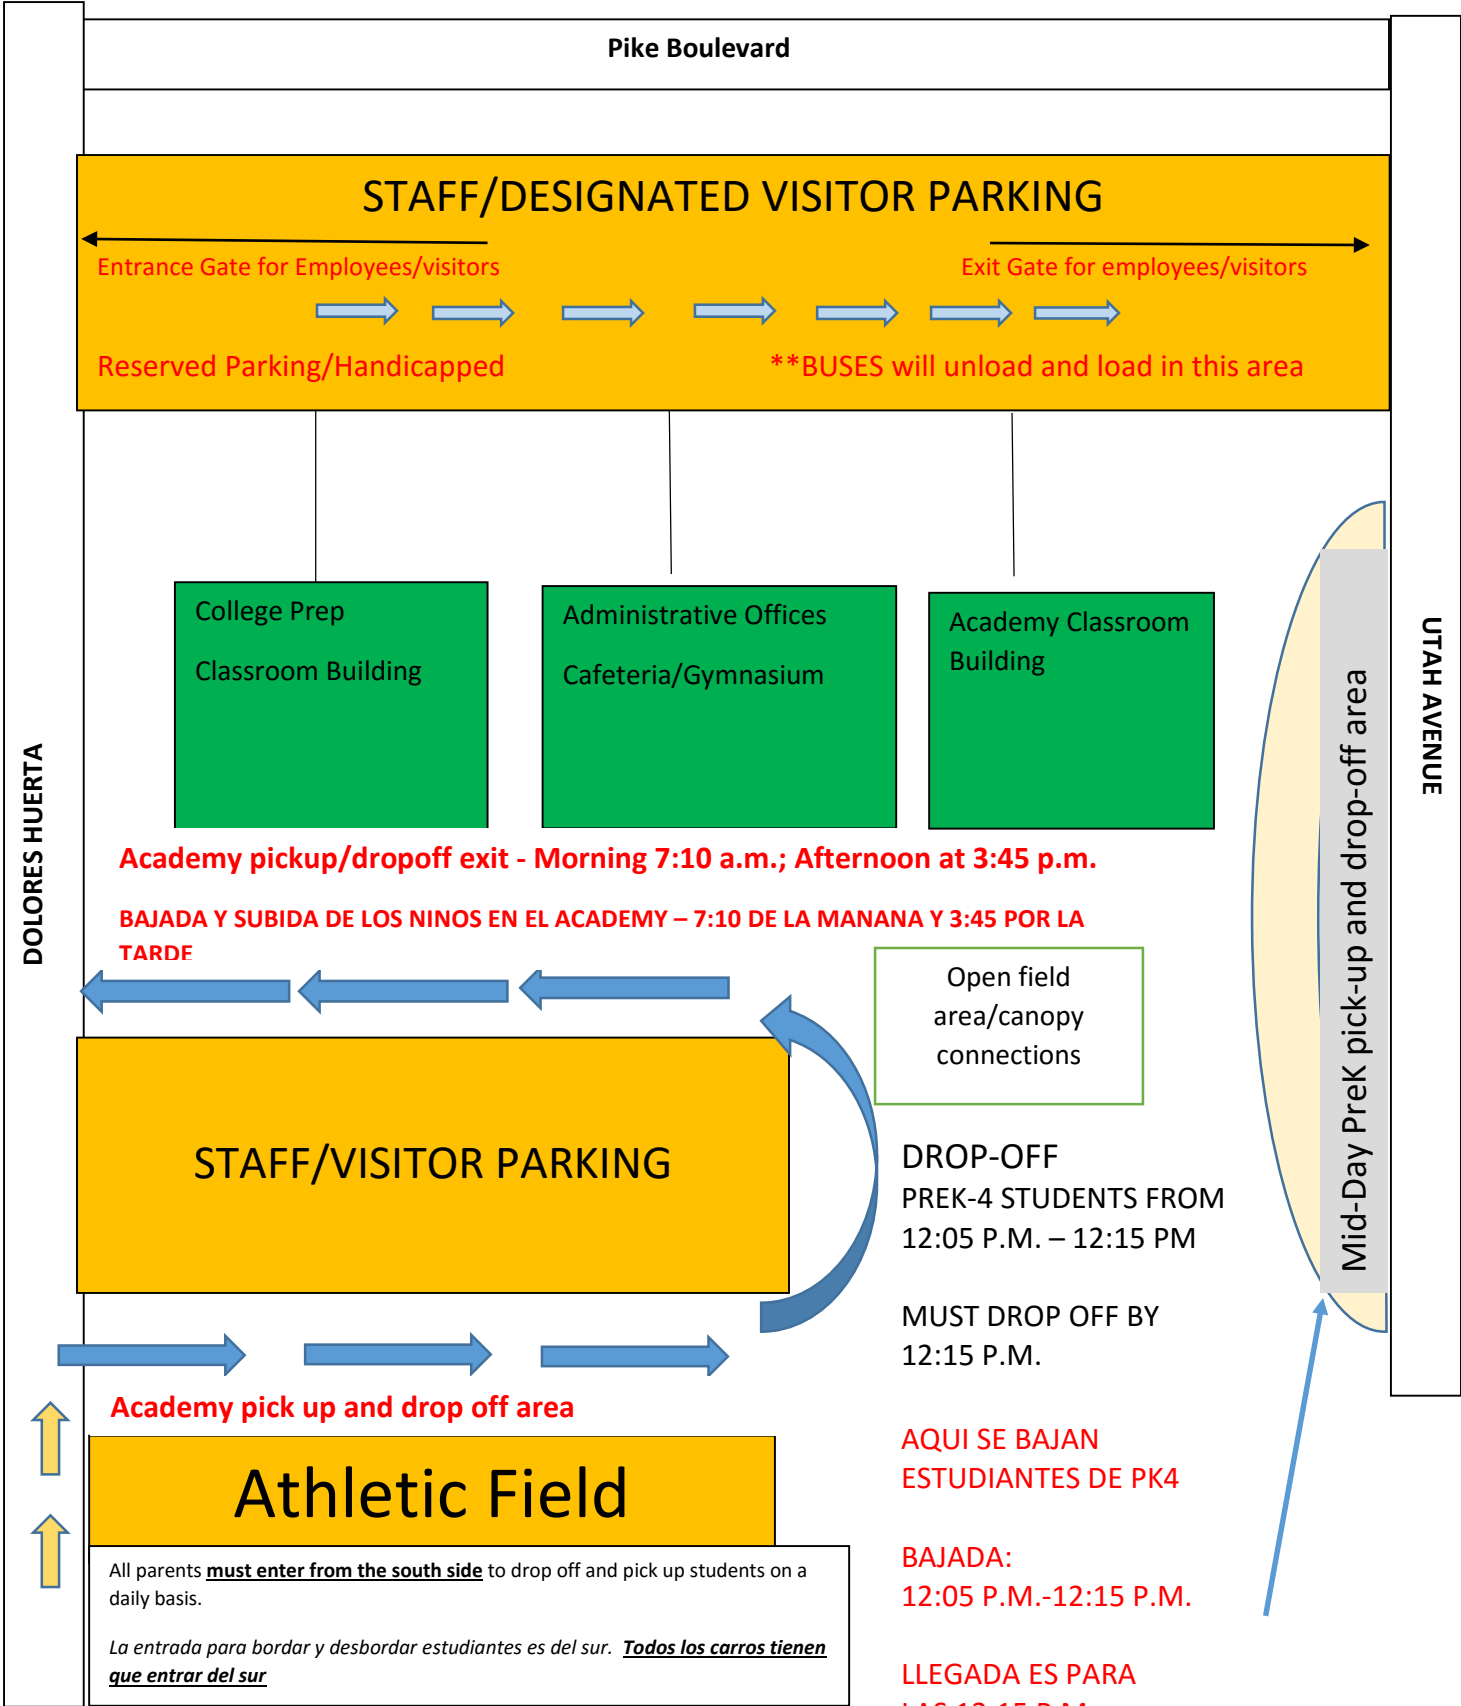 Pike Boulevard
STAFF/DESIGNATED VISITOR PARKING
Entrance Gate for Employees/visitors
Exit Gate for employees/visitors
Reserved Parking/Handicapped
**BUSES will unload and load in this area
College Prep
Classroom Building
Administrative Offices
Cafeteria/Gymnasium
Academy Classroom
Building
DOLORES HUERTA
UTAH AVENUE
Mid-Day PreK pick-up and drop-off area
Academy pickup/dropoff exit - Morning 7:10 a.m.; Afternoon at 3:45 p.m.
BAJADA Y SUBIDA DE LOS NINOS EN EL ACADEMY – 7:10 DE LA MANANA Y 3:45 POR LA
TARDE
Open field
area/canopy
connections
STAFF/VISITOR PARKING
DROP-OFF
PREK-4 STUDENTS FROM
12:05 P.M. – 12:15 PM
MUST DROP OFF BY
12:15 P.M.
Academy pick up and drop off area
Athletic Field
All parents must enter from the south side to drop off and pick up students on a
daily basis.
La entrada para bordar y desbordar estudiantes es del sur. Todos los carros tienen
que entrar del sur
AQUI SE BAJAN
ESTUDIANTES DE PK4
BAJADA:
12:05 P.M.-12:15 P.M.
LLEGADA ES PARA
LAS 12:15 P.M.